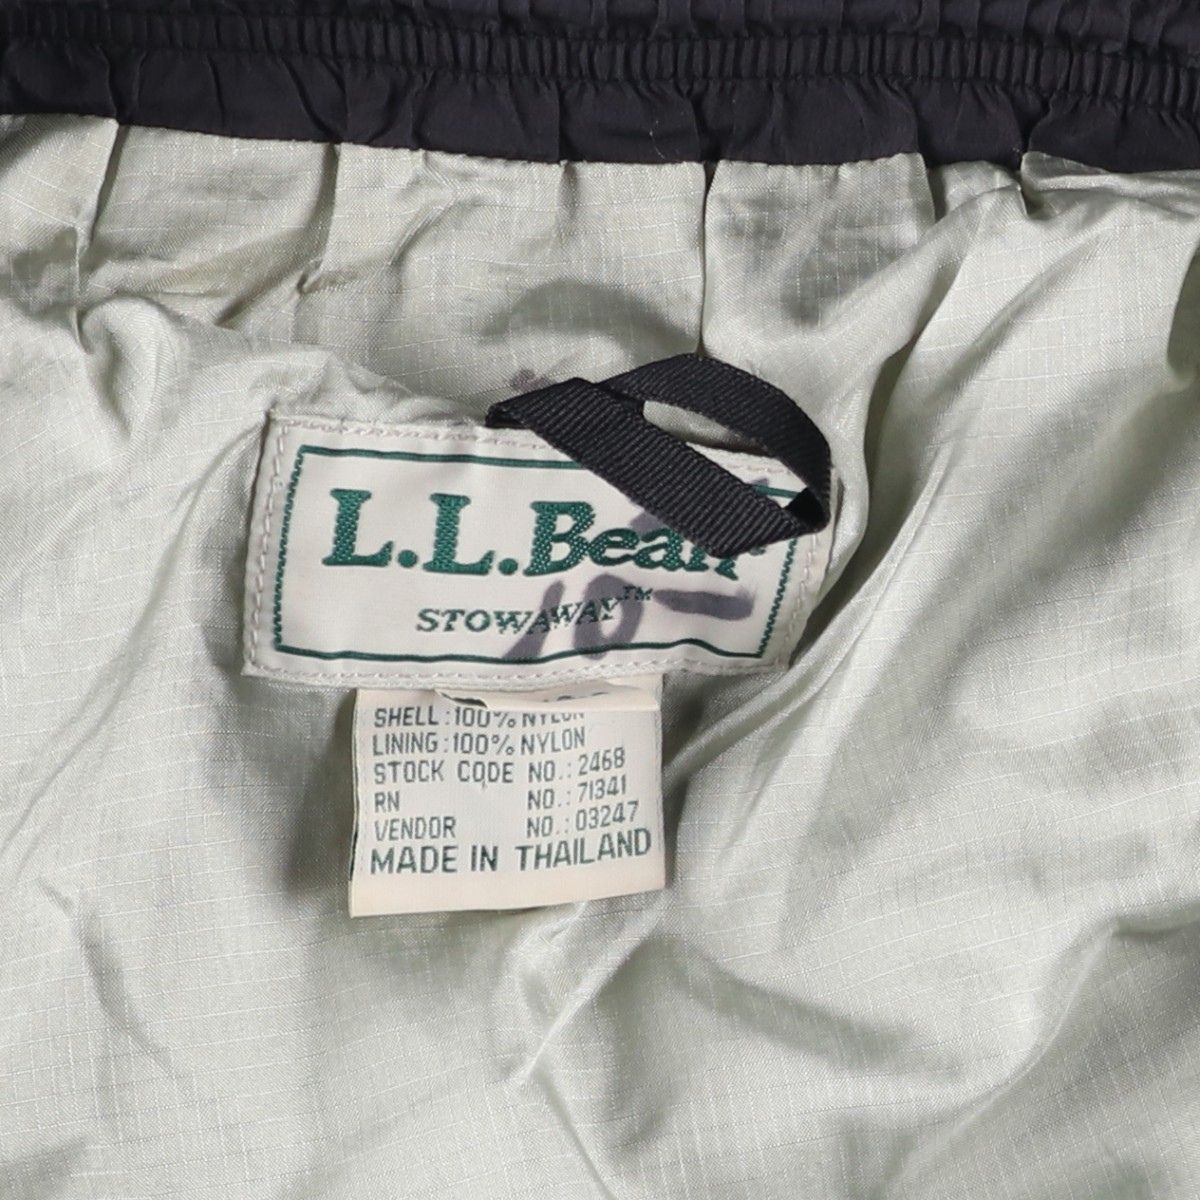 L.L.Bean
STOWAWAY™
SHELL:100% NYLON
LINING:100% NYLON
STOCK CODE NO.:2468
RN NO.:71341
VENDOR NO.:03247
MADE IN THAILAND